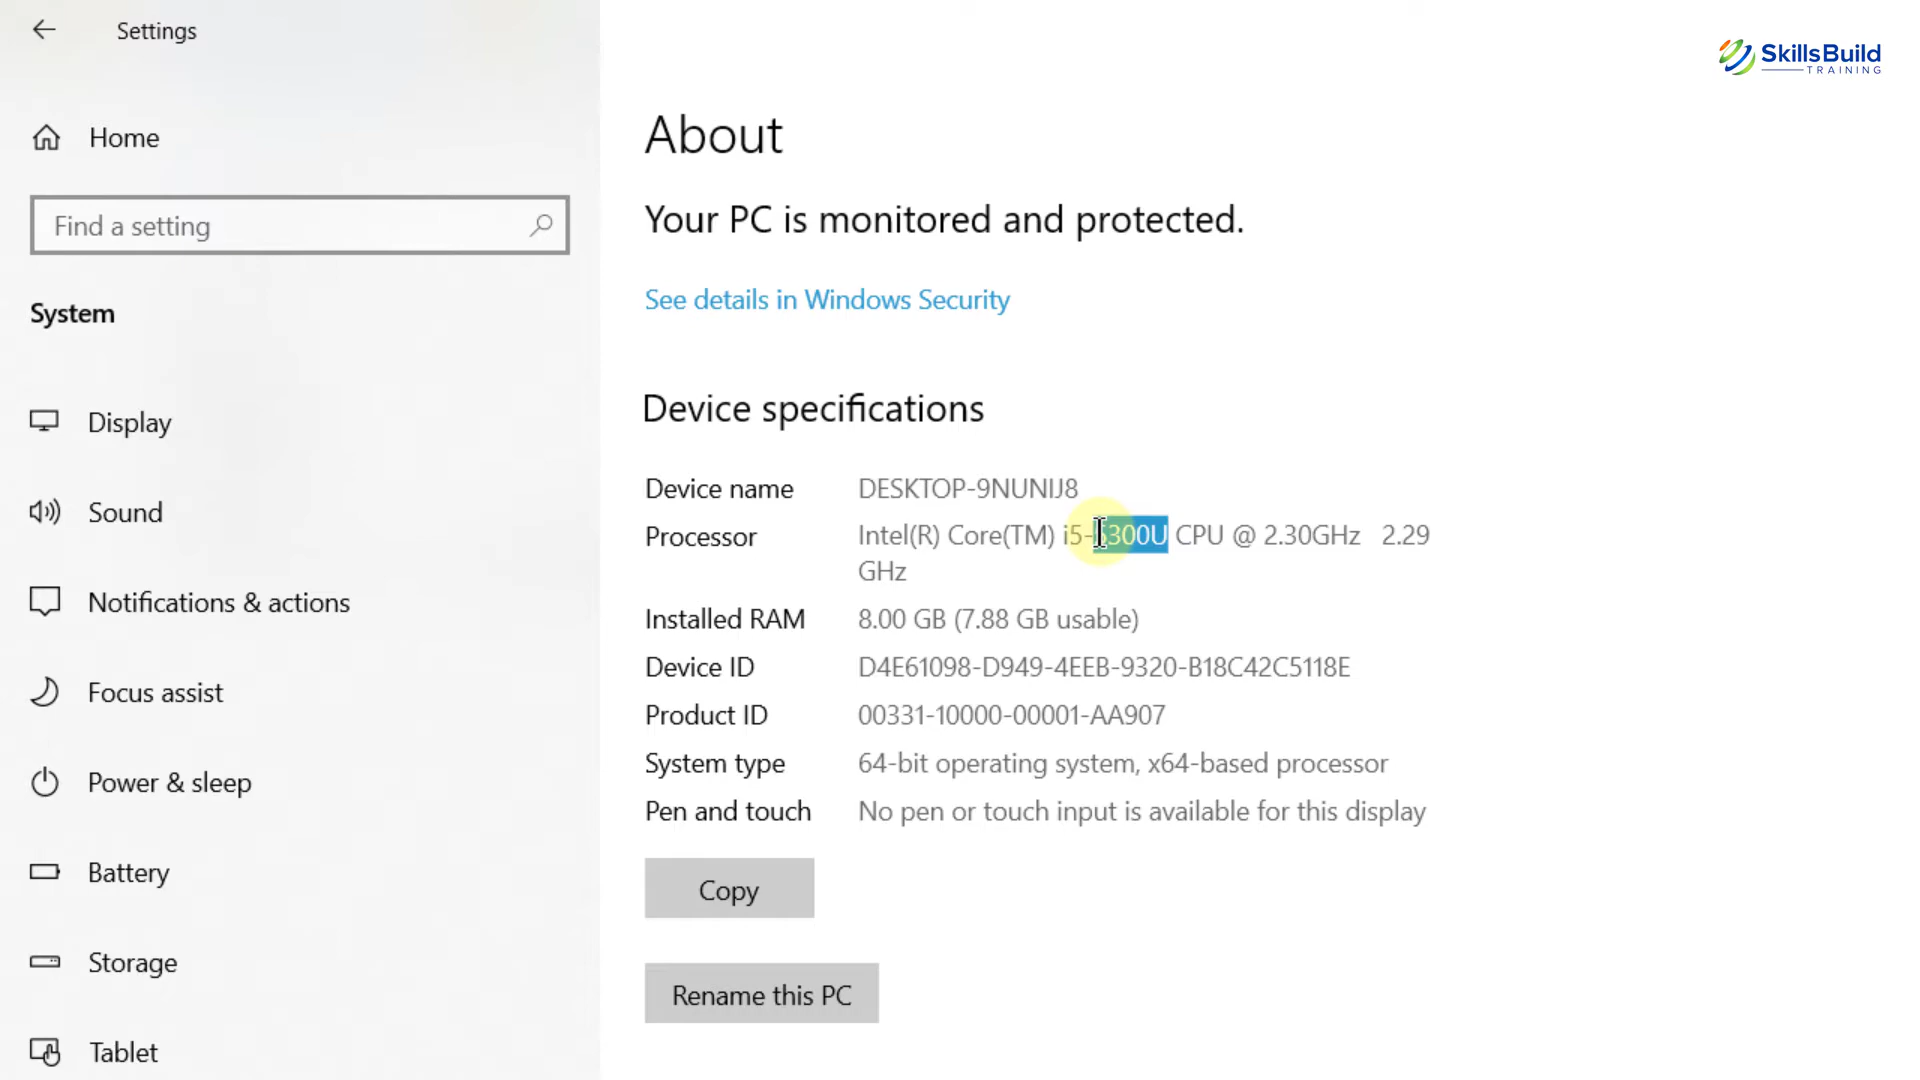 Settings
SkillsBuild
TRAINING
Home
Find a setting
System
Display
Sound
Notifications & actions
Focus assist
Power & sleep
Battery
Storage
Tablet
About
Your PC is monitored and protected.
See details in Windows Security
Device specifications
Device name DESKTOP-9NUNIJ8
Processor Intel(R) Core(TM) i5-5300U CPU @ 2.30GHz 2.29
GHz
Installed RAM 8.00 GB (7.88 GB usable)
Device ID D4E61098-D949-4EEB-9320-B18C42C5118E
Product ID 00331-10000-00001-AA907
System type 64-bit operating system, x64-based processor
Pen and touch No pen or touch input is available for this display
Copy
Rename this PC